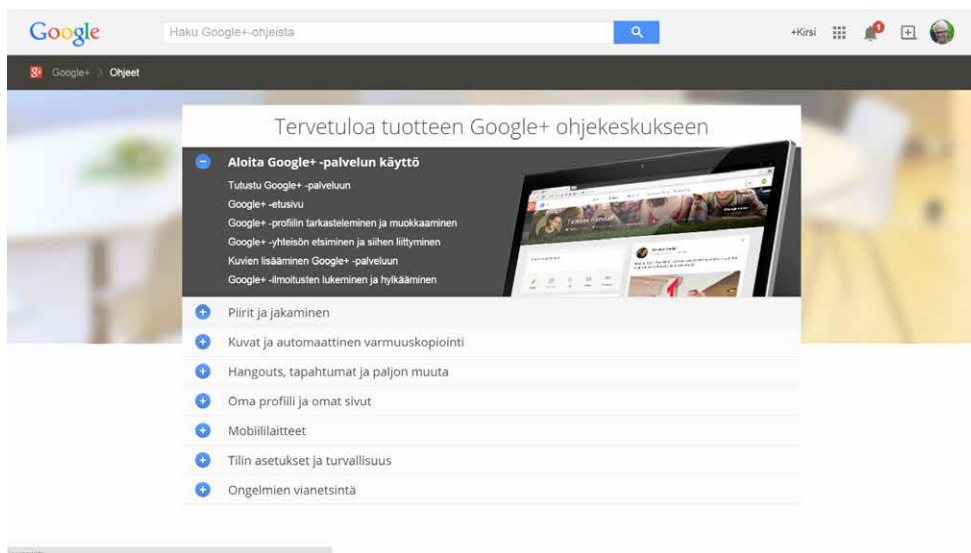 Google
Haku Google+-ohjeista
+Kirsi
1
Google+ > Ohjeet
Tervetuloa tuotteen Google+ ohjekeskukseen
Aloita Google+ -palvelun käyttö
Tutustu Google+ -palveluun
Google+ -etusivu
Google+ -profiilin tarkasteleminen ja muokkaaminen
Google+ -yhteisön etsiminen ja siihen liittyminen
Kuvien lisääminen Google+ -palveluun
Google+ -ilmoitusten lukeminen ja hylkääminen
Piirit ja jakaminen
Kuvat ja automaattinen varmuuskopiointi
Hangouts, tapahtumat ja paljon muuta
Oma profiili ja omat sivut
Mobiililaitteet
Tilin asetukset ja turvallisuus
Ongelmien vianetsintä